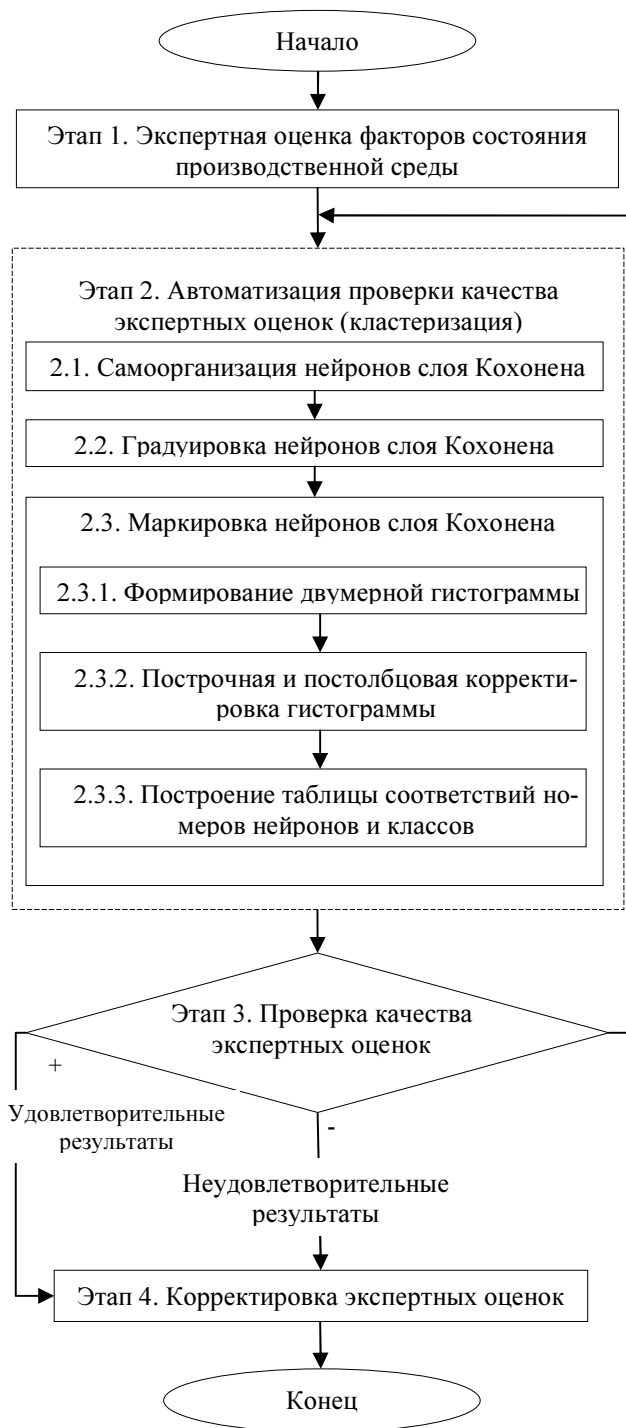 Начало
Этап 1. Экспертная оценка факторов состояния
производственной среды
Этап 2. Автоматизация проверки качества
экспертных оценок (кластеризация)
2.1. Самоорганизация нейронов слоя Кохонена
2.2. Градуировка нейронов слоя Кохонена
2.3. Маркировка нейронов слоя Кохонена
2.3.1. Формирование двумерной гистограммы
2.3.2. Построчная и постолбцовая корректи-
ровка гистограммы
2.3.3. Построение таблицы соответствий но-
меров нейронов и классов
Этап 3. Проверка качества
экспертных оценок
+
Удовлетворительные
результаты
-
Неудовлетворительные
результаты
Этап 4. Корректировка экспертных оценок
Конец